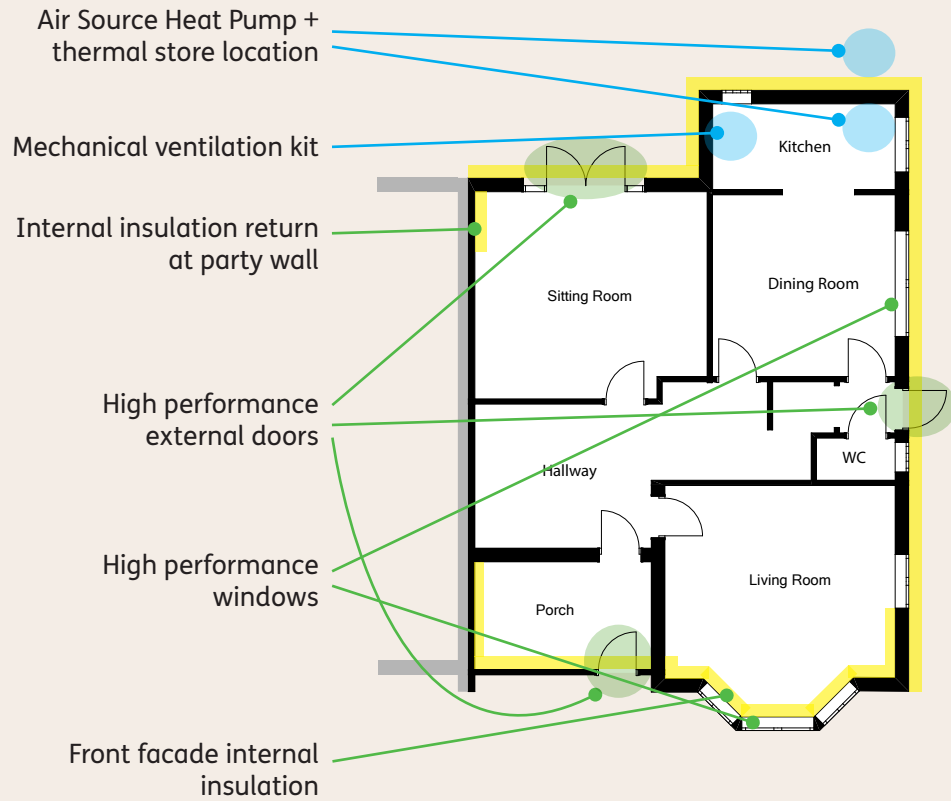 Air Source Heat Pump +
thermal store location
Mechanical ventilation kit
Internal insulation return
at party wall
High performance
external doors
High performance
windows
Front facade internal
insulation
Kitchen
Sitting Room
Dining Room
Hallway
WC
Living Room
Porch